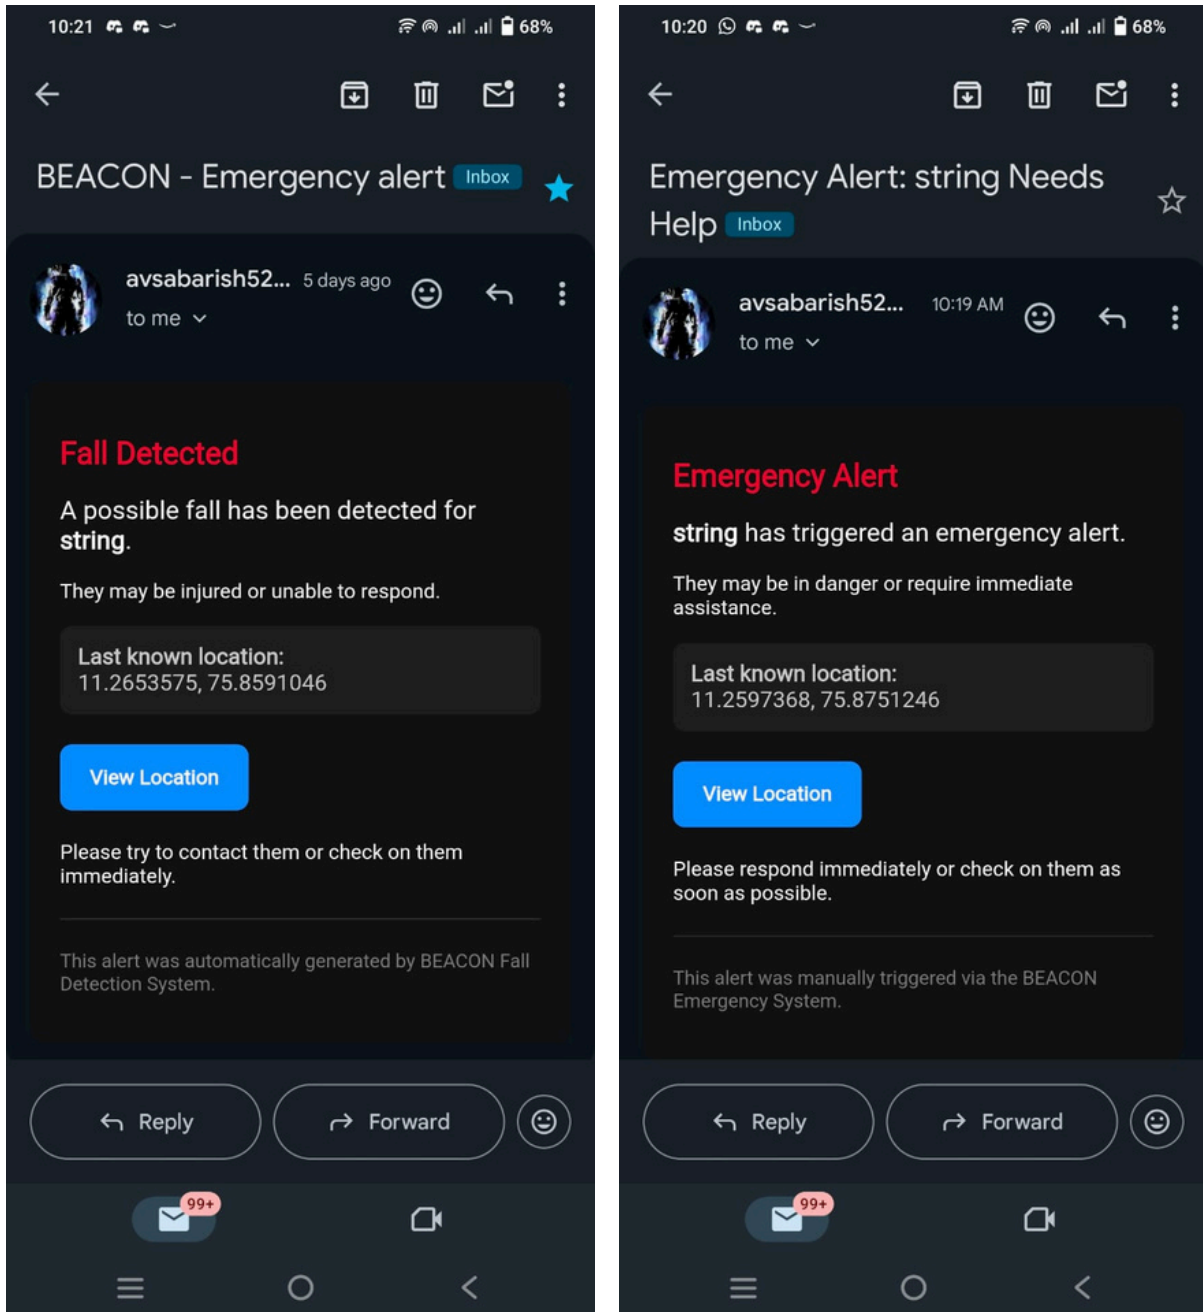 10:21
68%
BEACON - Emergency alert Inbox
avsabarish52... 5 days ago
to me
Fall Detected
A possible fall has been detected for
string.
They may be injured or unable to respond.
Last known location:
11.2653575, 75.8591046
View Location
Please try to contact them or check on them
immediately.
This alert was automatically generated by BEACON Fall
Detection System.
Reply
Forward
99+
10:20
68%
Emergency Alert: string Needs
Help Inbox
avsabarish52... 10:19 AM
to me
Emergency Alert
string has triggered an emergency alert.
They may be in danger or require immediate
assistance.
Last known location:
11.2597368, 75.8751246
View Location
Please respond immediately or check on them as
soon as possible.
This alert was manually triggered via the BEACON
Emergency System.
Reply
Forward
99+